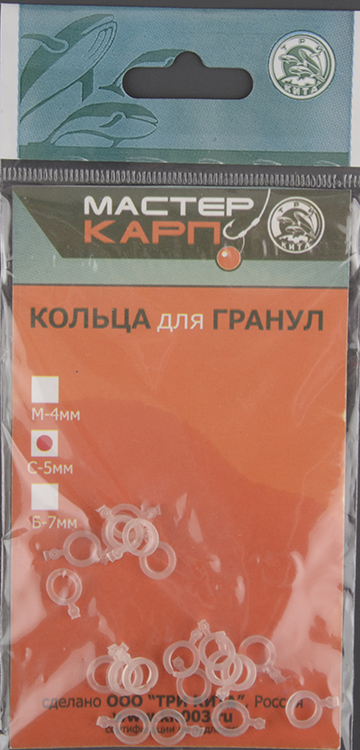 ТРИ
КИТА
МАСТЕР
КАРП
ТРИ
КИТА
КОЛЬЦА для ГРАНУЛ
М-4мм
С-5мм
Б-7мм
сделано ООО "ТРИ КИТА", Россия